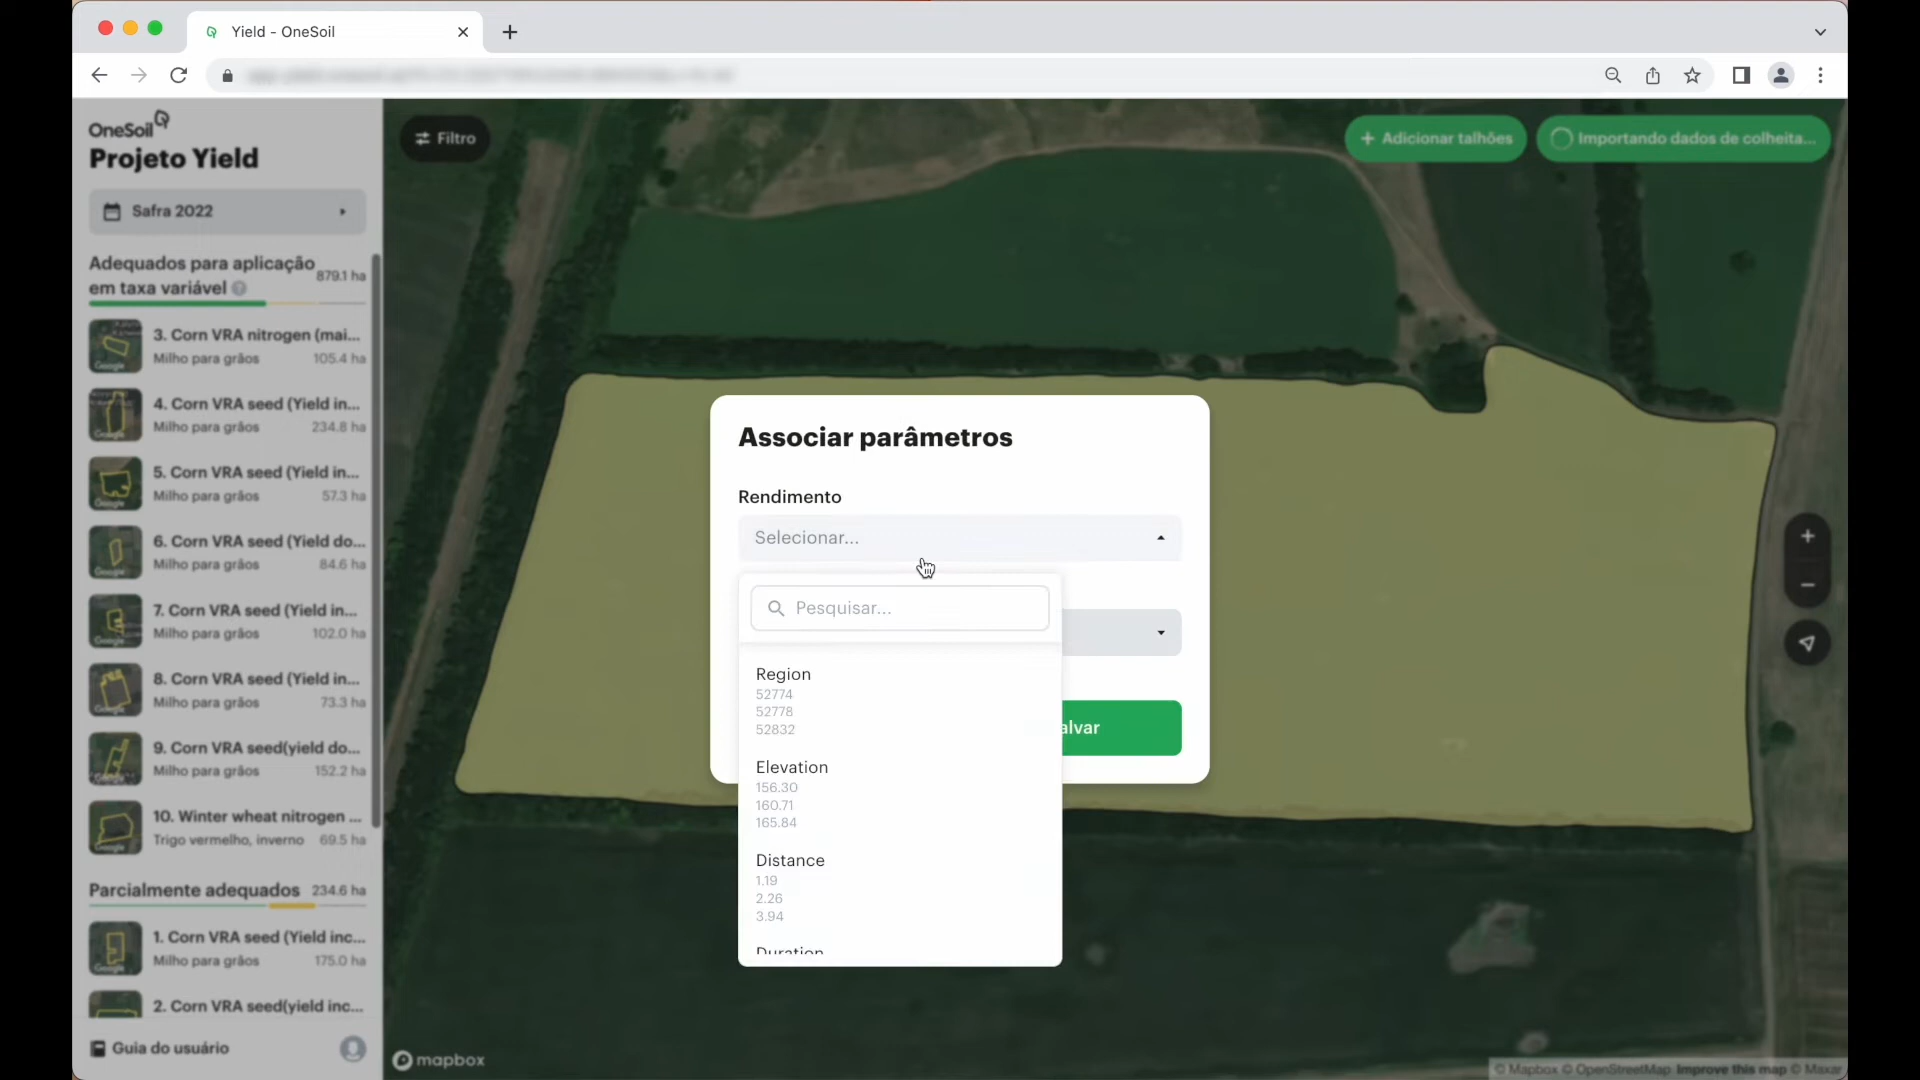 Yield - OneSoil
OneSoil
Projeto Yield
Safra 2022
Adequados para aplicação
em taxa variável
879.1 ha
3. Corn VRA nitrogen (mai...
Milho para grãos 105.4 ha
4. Corn VRA seed (Yield in...
Milho para grãos 234.8 ha
5. Corn VRA seed (Yield in...
Milho para grãos 57.3 ha
6. Corn VRA seed (Yield do...
Milho para grãos 84.6 ha
7. Corn VRA seed (Yield in...
Milho para grãos 102.0 ha
8. Corn VRA seed (Yield in...
Milho para grãos 73.3 ha
9. Corn VRA seed(yield do...
Milho para grãos 152.2 ha
10. Winter wheat nitrogen ...
Trigo vermelho, inverno 69.5 ha
Parcialmente adequados 234.6 ha
1. Corn VRA seed (Yield inc...
Milho para grãos 175.0 ha
2. Corn VRA seed(yield inc...
Guia do usuário
Filtro
+ Adicionar talhões
Importando dados de colheita...
Associar parâmetros
Rendimento
Selecionar...
Pesquisar...
Region
52774
52778
52832
Elevation
156.30
160.71
165.84
Distance
1.19
2.26
3.94
Duration
alvar
mapbox
© Mapbox © OpenStreetMap Improve this map © Maxar